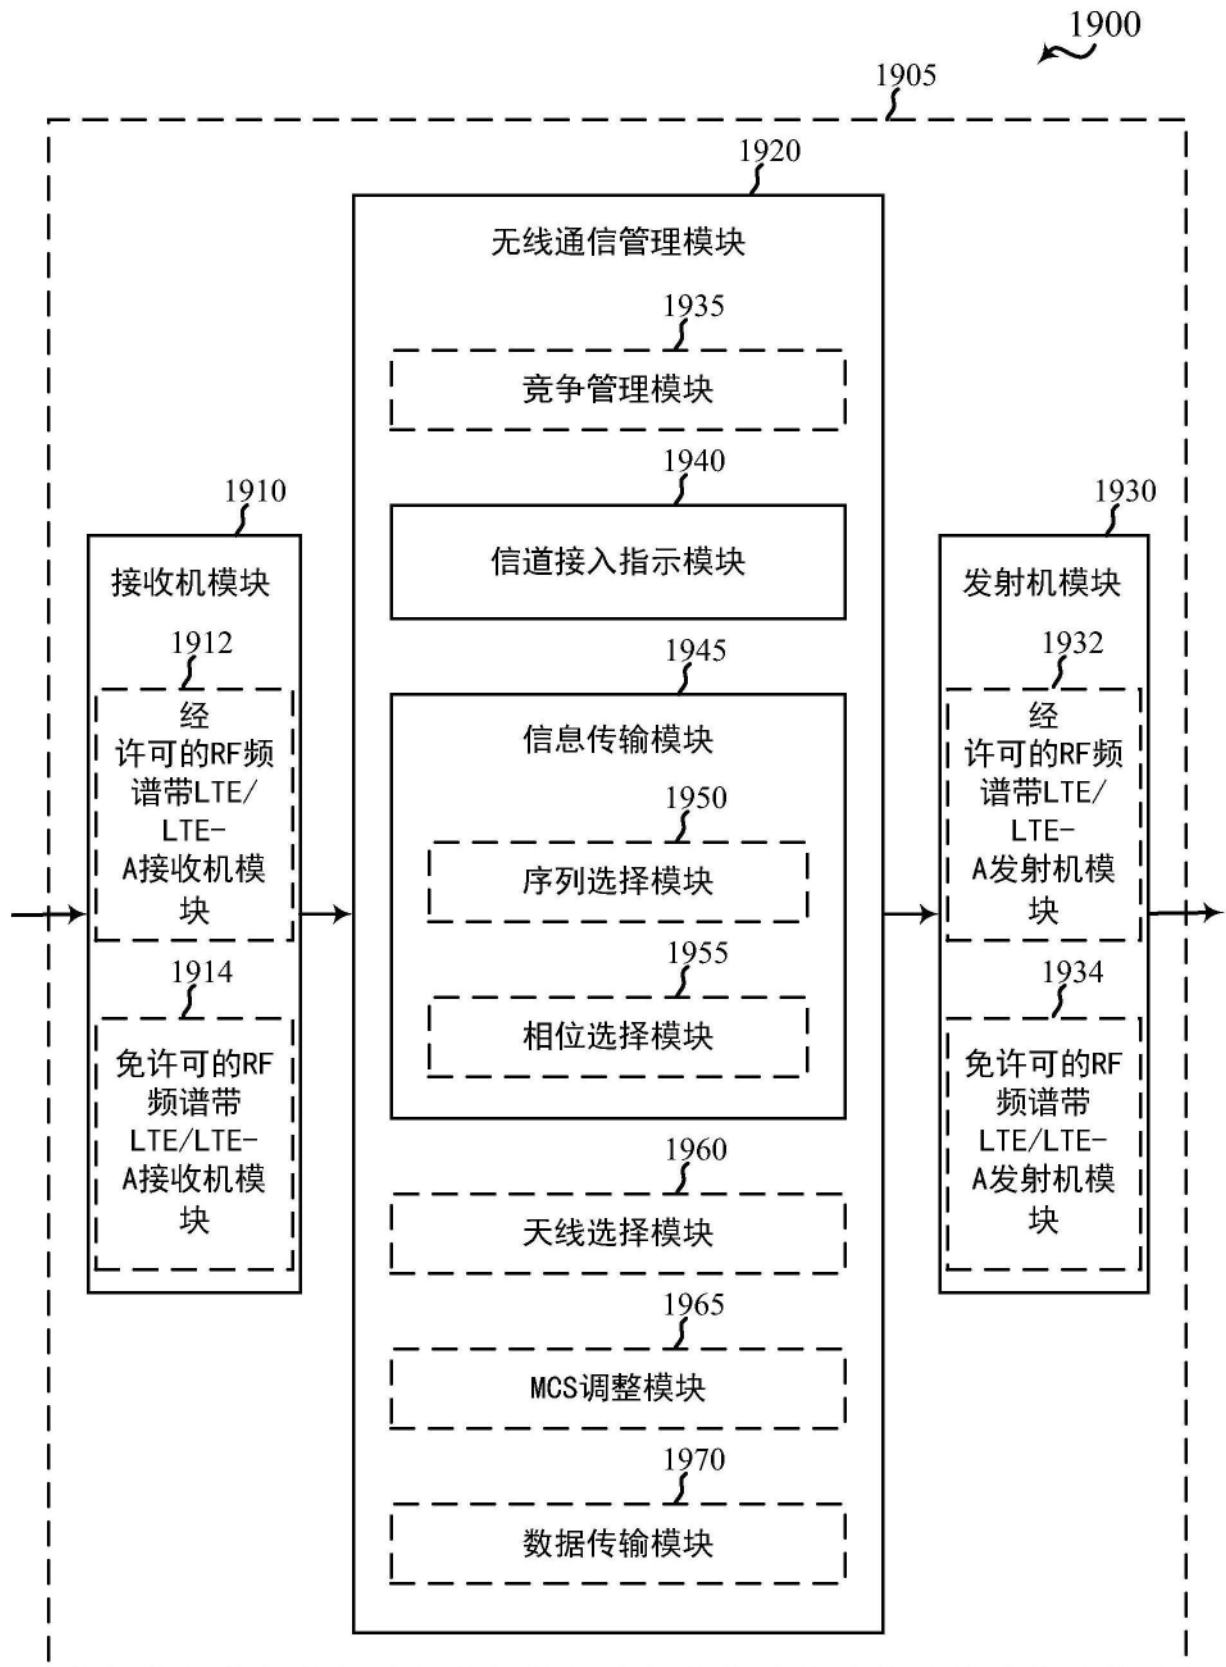 1900
1905
1920
无线通信管理模块
1935
竞争管理模块
1940
信道接入指示模块
1910
接收机模块
1912
经
许可的RF频
谱带LTE/
LTE-
A接收机模
块
1914
免许可的RF
频谱带
LTE/LTE-
A接收机模
块
1945
信息传输模块
1950
序列选择模块
1955
相位选择模块
1960
天线选择模块
1965
MCS调整模块
1970
数据传输模块
1930
发射机模块
1932
经
许可的RF频
谱带LTE/
LTE-
A发射机模
块
1934
免许可的RF
频谱带
LTE/LTE-
A发射机模
块